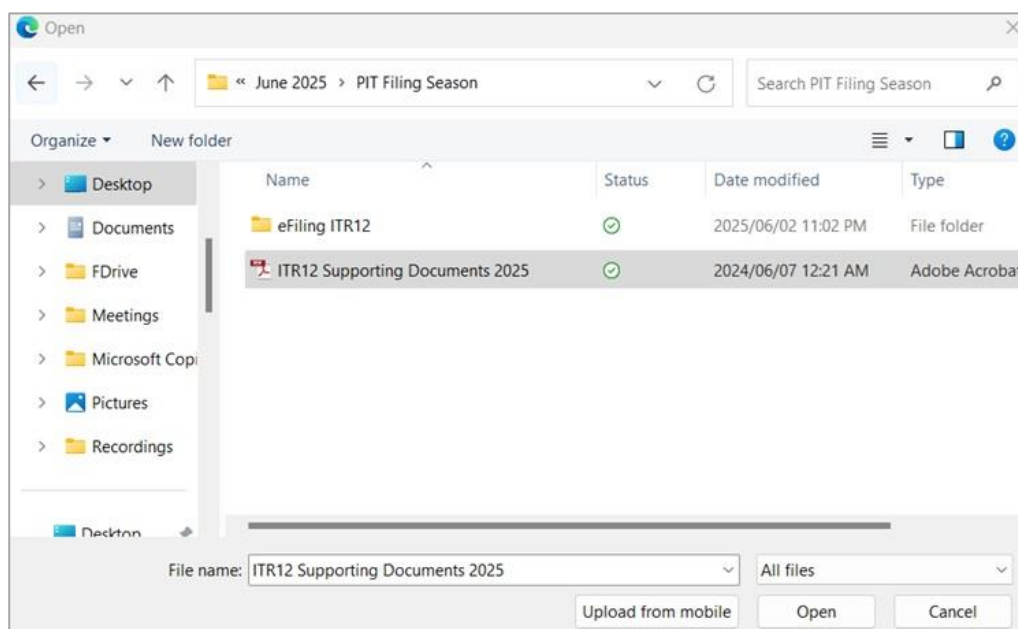 Open
« June 2025 > PIT Filing Season
Search PIT Filing Season
Organize
New folder
Name
Status
Date modified
Type
Desktop
Documents
FDrive
Meetings
Microsoft Copi
Pictures
Recordings
eFiling ITR12
2025/06/02 11:02 PM
File folder
ITR12 Supporting Documents 2025
2024/06/07 12:21 AM
Adobe Acrobat
Desktop
File name:
ITR12 Supporting Documents 2025
All files
Upload from mobile
Open
Cancel